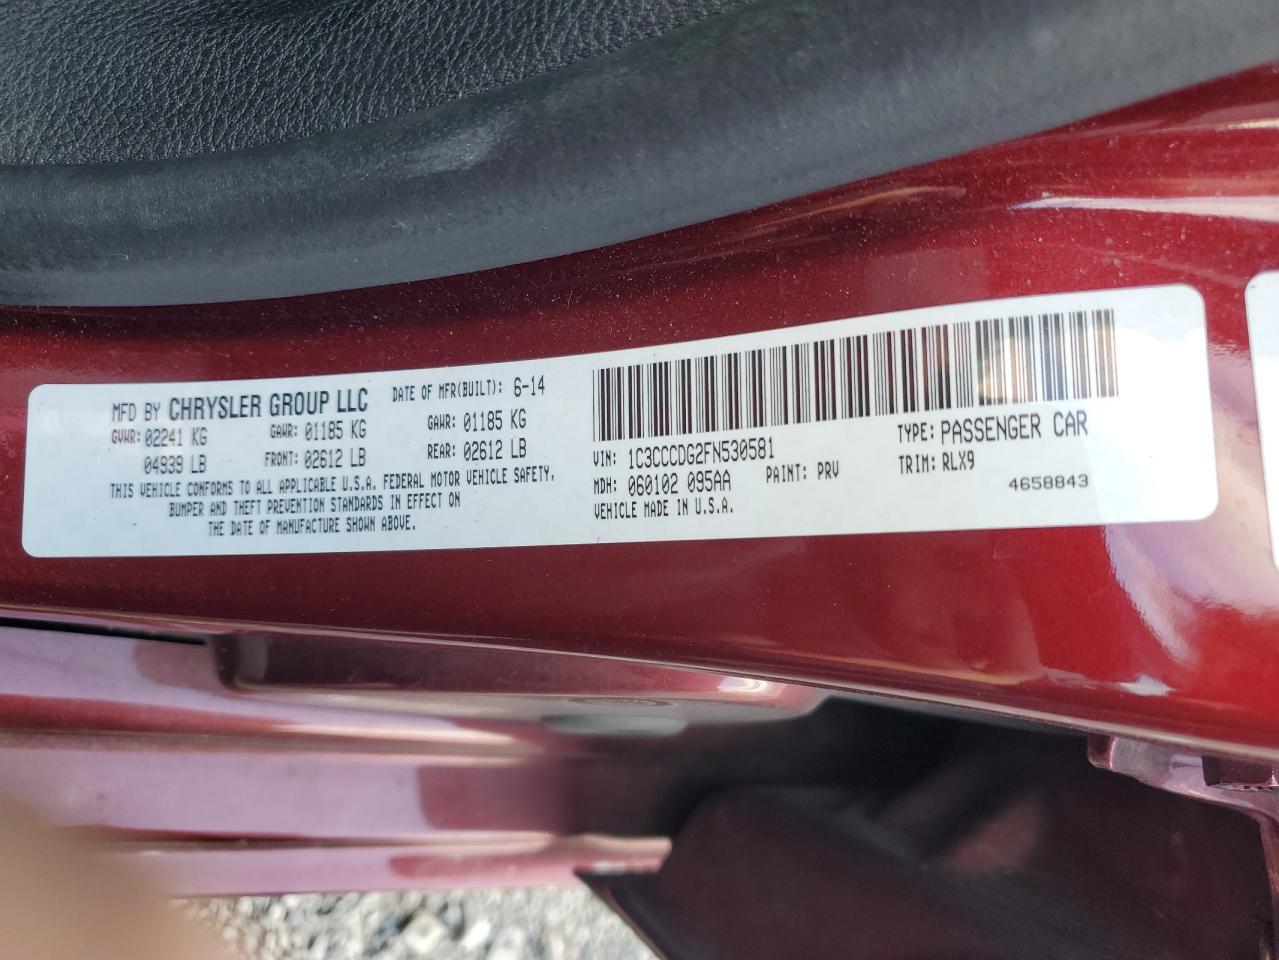 MFD BY CHRYSLER GROUP LLC DATE OF MFR(BUILT): 6-14
GVWR: 02241 KG GAWR: 01185 KG GAWR: 01185 KG
04939 LB FRONT: 02612 LB REAR: 02612 LB
THIS VEHICLE CONFORMS TO ALL APPLICABLE U.S.A. FEDERAL MOTOR VEHICLE SAFETY,
BUMPER AND THEFT PREVENTION STANDARDS IN EFFECT ON
THE DATE OF MANUFACTURE SHOWN ABOVE.
VIN: 1C3CCCDG2FN530581 TYPE: PASSENGER CAR
MDH: 060102 095AA PAINT: PRV TRIM: RLX9
VEHICLE MADE IN U.S.A. 4658843